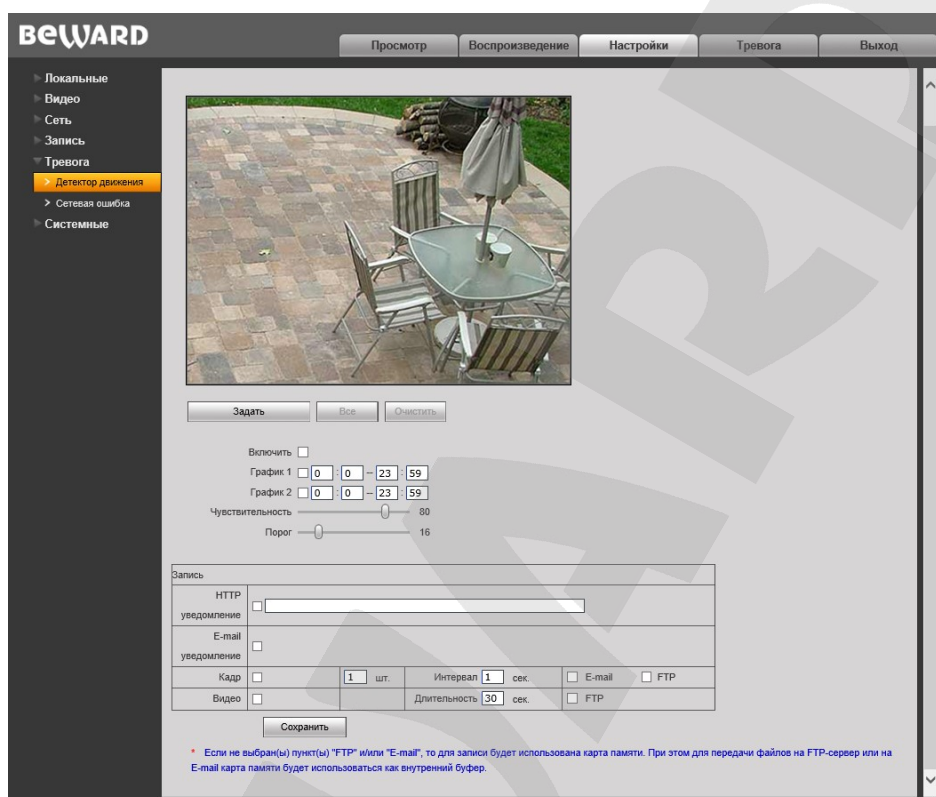 BEWARD
Просмотр Воспроизведение Настройки Тревога Выход
Локальные
Видео
Сеть
Запись
Тревога
Детектор движения
Сетевая ошибка
Системные
Задать Все Очистить
Включить
График 1 0 : 0 -- 23 : 59
График 2 0 : 0 -- 23 : 59
Чувствительность 80
Порог 16
Запись
HTTP
уведомление
E-mail
уведомление
Кадр 1 шт. Интервал 1 сек. E-mail FTP
Видео Длительность 30 сек. FTP
Сохранить
* Если не выбран(ы) пункт(ы) "FTP" и/или "E-mail", то для записи будет использована карта памяти. При этом для передачи файлов на FTP-сервер или на
E-mail карта памяти будет использоваться как внутренний буфер.